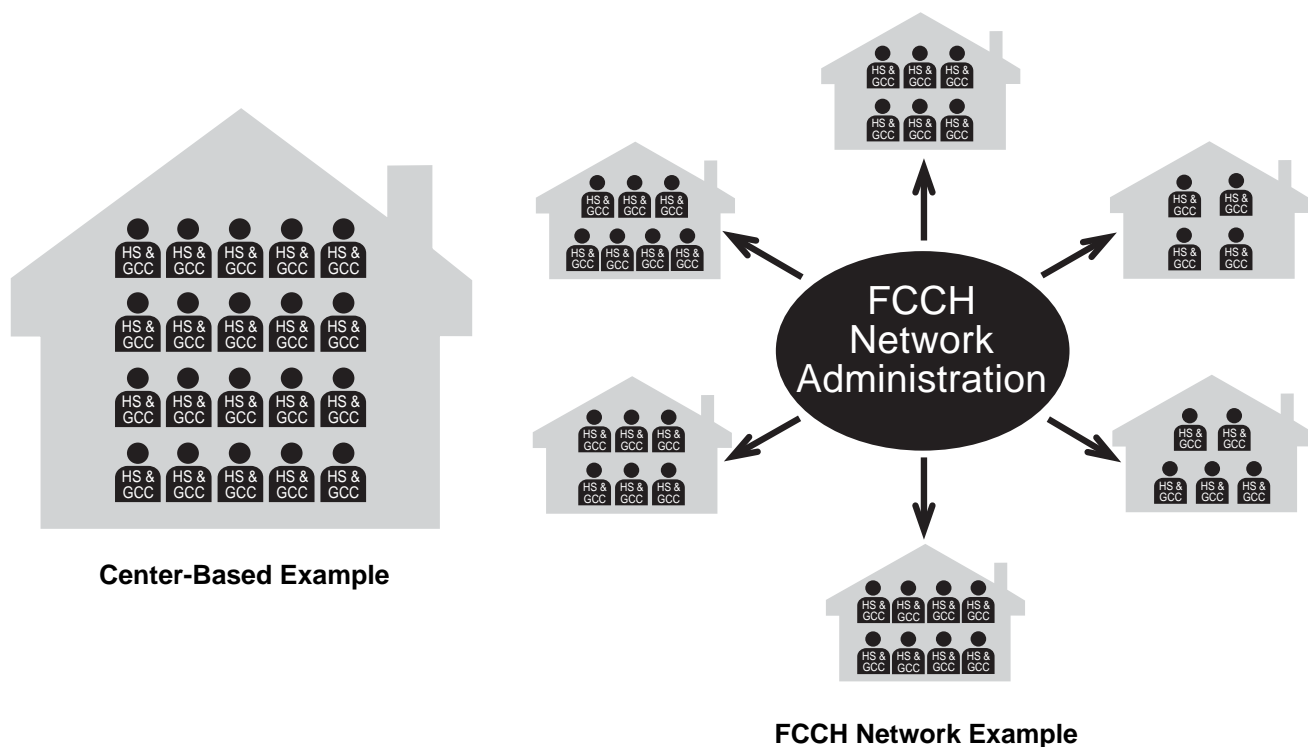 HS & HS & HS & HS & HS &
GCC GCC GCC GCC GCC
HS & HS & HS & HS & HS &
GCC GCC GCC GCC GCC
HS & HS & HS & HS & HS &
GCC GCC GCC GCC GCC
HS & HS & HS & HS & HS &
GCC GCC GCC GCC GCC
Center-Based Example
HS & HS & HS &
GCC GCC GCC
HS & HS & HS &
GCC GCC GCC
HS & HS & HS &
GCC GCC GCC
HS & HS & HS & HS &
GCC GCC GCC GCC
HS & HS &
GCC GCC
HS & HS &
GCC GCC
FCCH
Network
Administration
HS & HS & HS &
GCC GCC GCC
HS & HS & HS &
GCC GCC GCC
HS & HS &
GCC GCC
HS & HS & HS &
GCC GCC GCC
HS & HS & HS & HS &
GCC GCC GCC GCC
HS & HS & HS & HS &
GCC GCC GCC GCC
FCCH Network Example